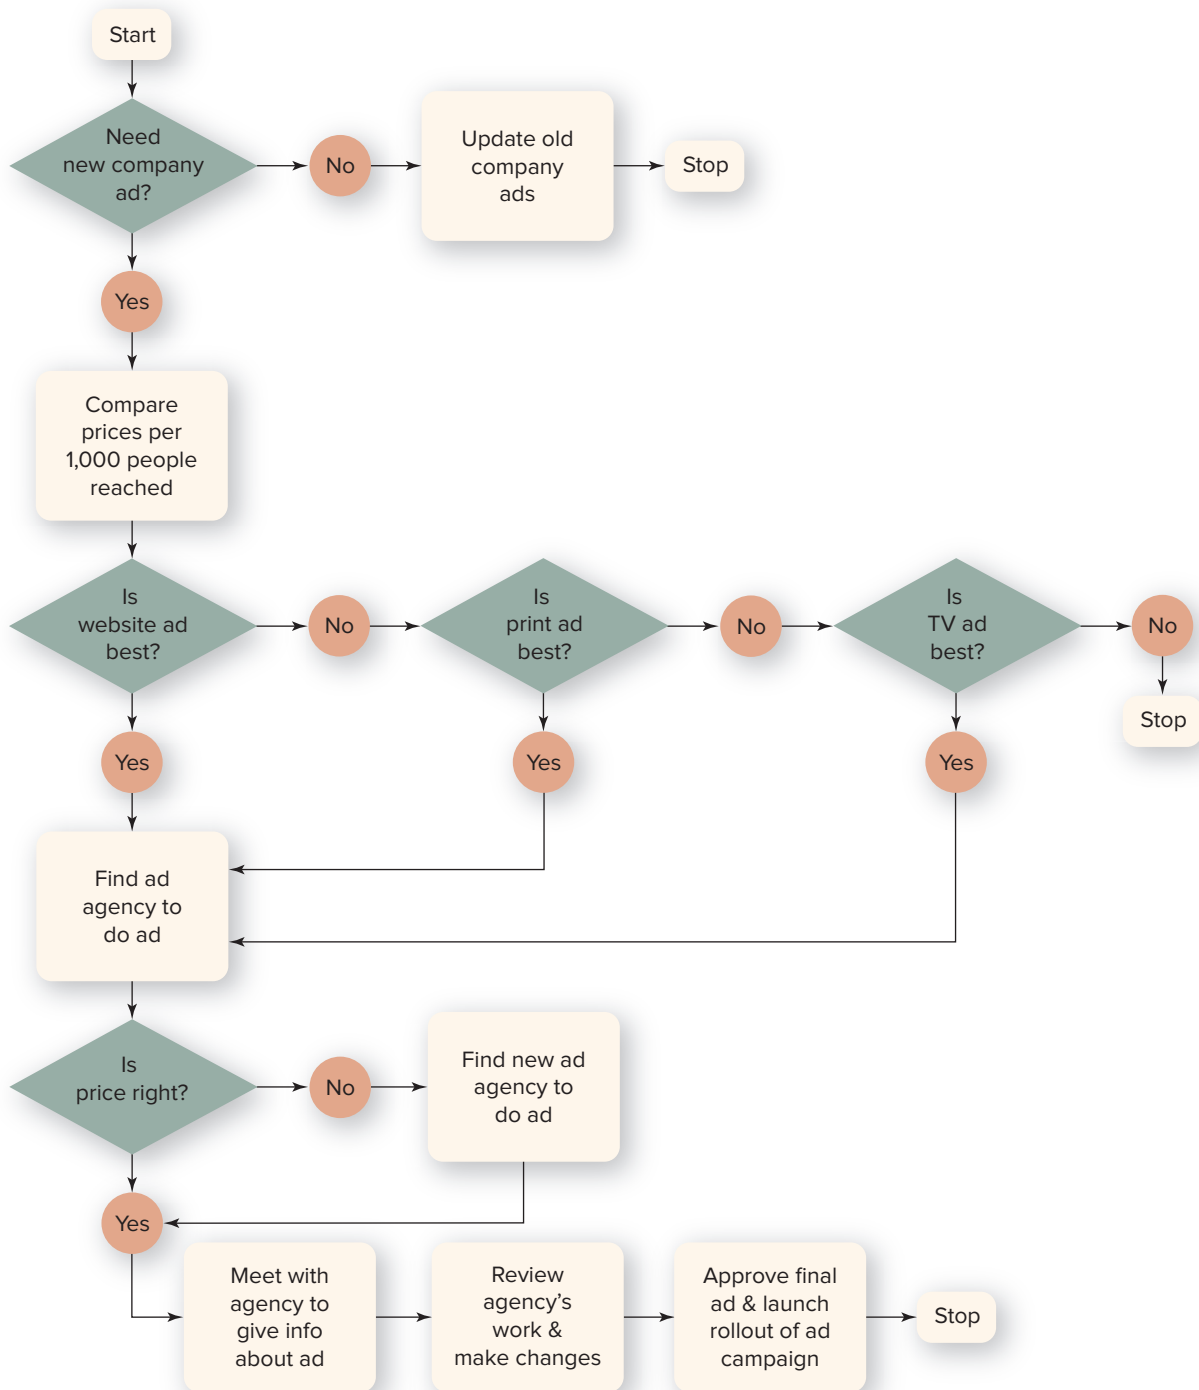 Start
Need
new company
ad?
No
Update old
company
ads
Stop
Yes
Compare
prices per
1,000 people
reached
Is
website ad
best?
No
Is
print ad
best?
No
Is
TV ad
best?
No
Stop
Yes
Yes
Yes
Find ad
agency to
do ad
Is
price right?
No
Find new ad
agency to
do ad
Yes
Meet with
agency to
give info
about ad
Review
agency’s
work &
make changes
Approve final
ad & launch
rollout of ad
campaign
Stop